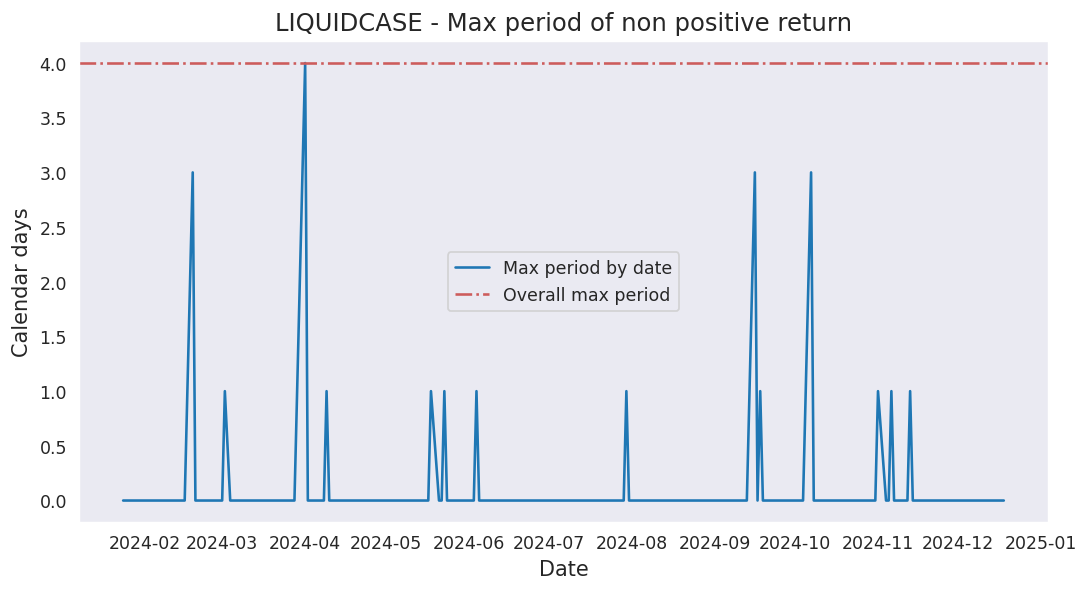 LIQUIDCASE - Max period of non positive return
Calendar days
4.0
3.5
3.0
2.5
2.0
1.5
1.0
0.5
0.0
Max period by date
Overall max period
2024-02 2024-03 2024-04 2024-05 2024-06 2024-07 2024-08 2024-09 2024-10 2024-11 2024-12 2025-01
Date